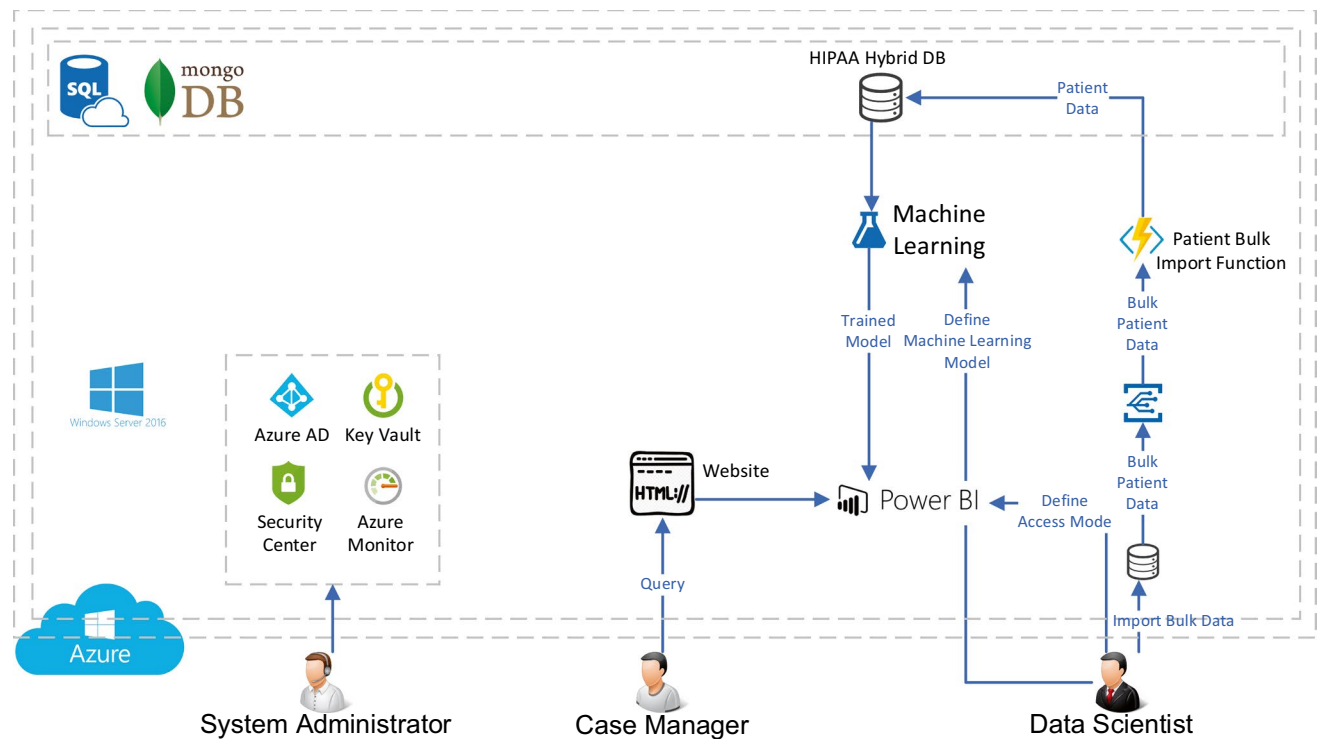 HIPAA Hybrid DB
SQL
mongo
DB
Patient
Data
Machine
Learning
Patient Bulk
Import Function
Trained
Model
Define
Machine Learning
Model
Bulk
Patient
Data
Windows Server 2016
Azure AD
Key Vault
Security
Center
Azure
Monitor
HTML://
Website
Power BI
Define
Access Mode
Bulk
Patient
Data
Query
Import Bulk Data
Azure
System Administrator
Case Manager
Data Scientist